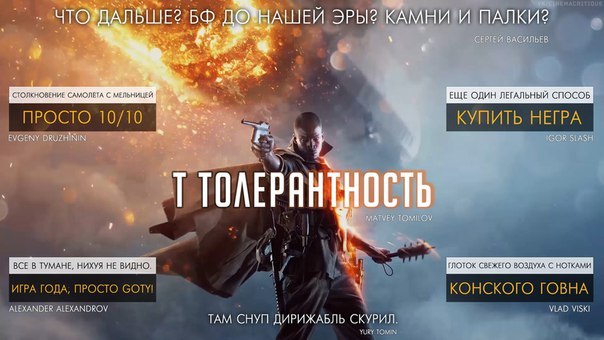 VK/CINEMACRITIQUE
ЧТО ДАЛЬШЕ? БФ ДО НАШЕЙ ЭРЫ? КАМНИ И ПАЛКИ?
СЕРГЕЙ ВАСИЛЬЕВ
СТОЛКНОВЕНИЕ САМОЛЕТА С МЕЛЬНИЦЕЙ
ПРОСТО 10/10
EVGENY DRUZHININ
ЕЩЕ ОДИН ЛЕГАЛЬНЫЙ СПОСОБ
КУПИТЬ НЕГРА
IGOR SLASH
Т ТОЛЕРАНТНОСТЬ
MATVEY TOMILOV
ВСЕ В ТУМАНЕ, НИХУЯ НЕ ВИДНО.
ИГРА ГОДА; ПРОСТО GOTY!
ALEXANDER ALEXANDROV
ГЛОТОК СВЕЖЕГО ВОЗДУХА С НОТКАМИ
КОНСКОГО ГОВНА
VLAD VISKI
ТАМ СНУП ДИРИЖАБЛЬ СКУРИЛ.
YURY TOMIN